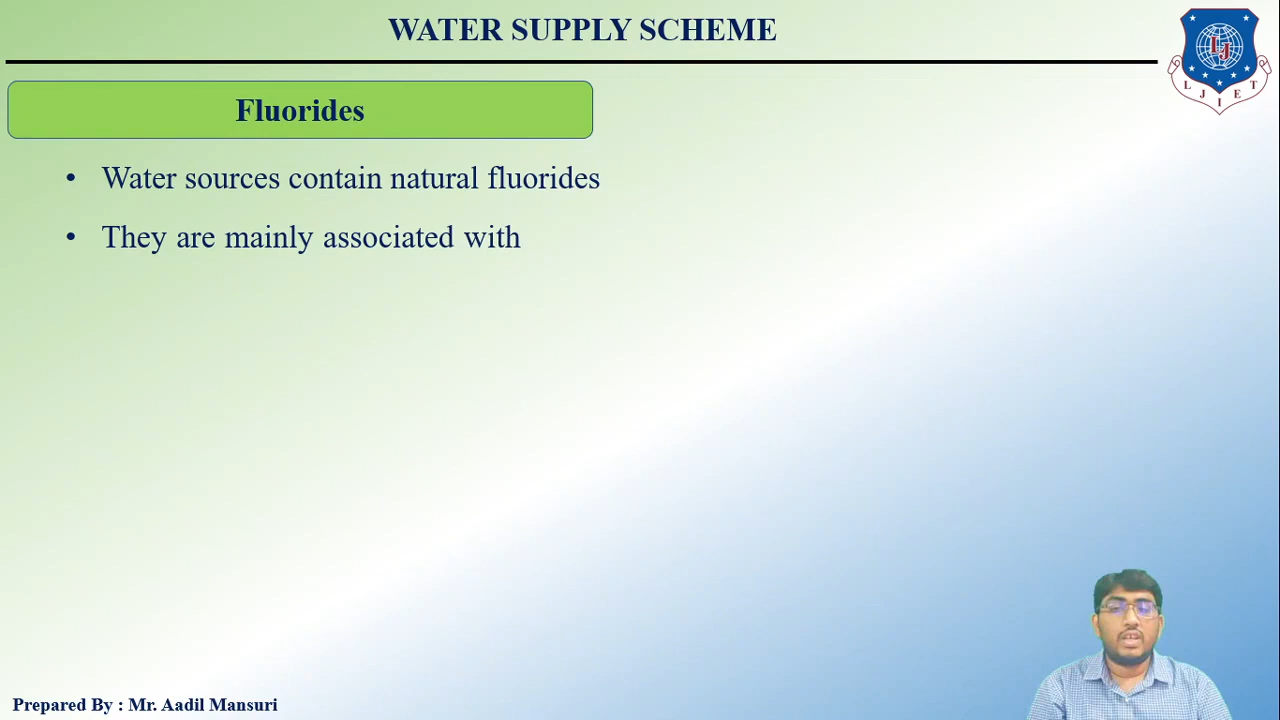 WATER SUPPLY SCHEME
LJ
L J I E T
Fluorides
• Water sources contain natural fluorides
• They are mainly associated with
Prepared By : Mr. Aadil Mansuri